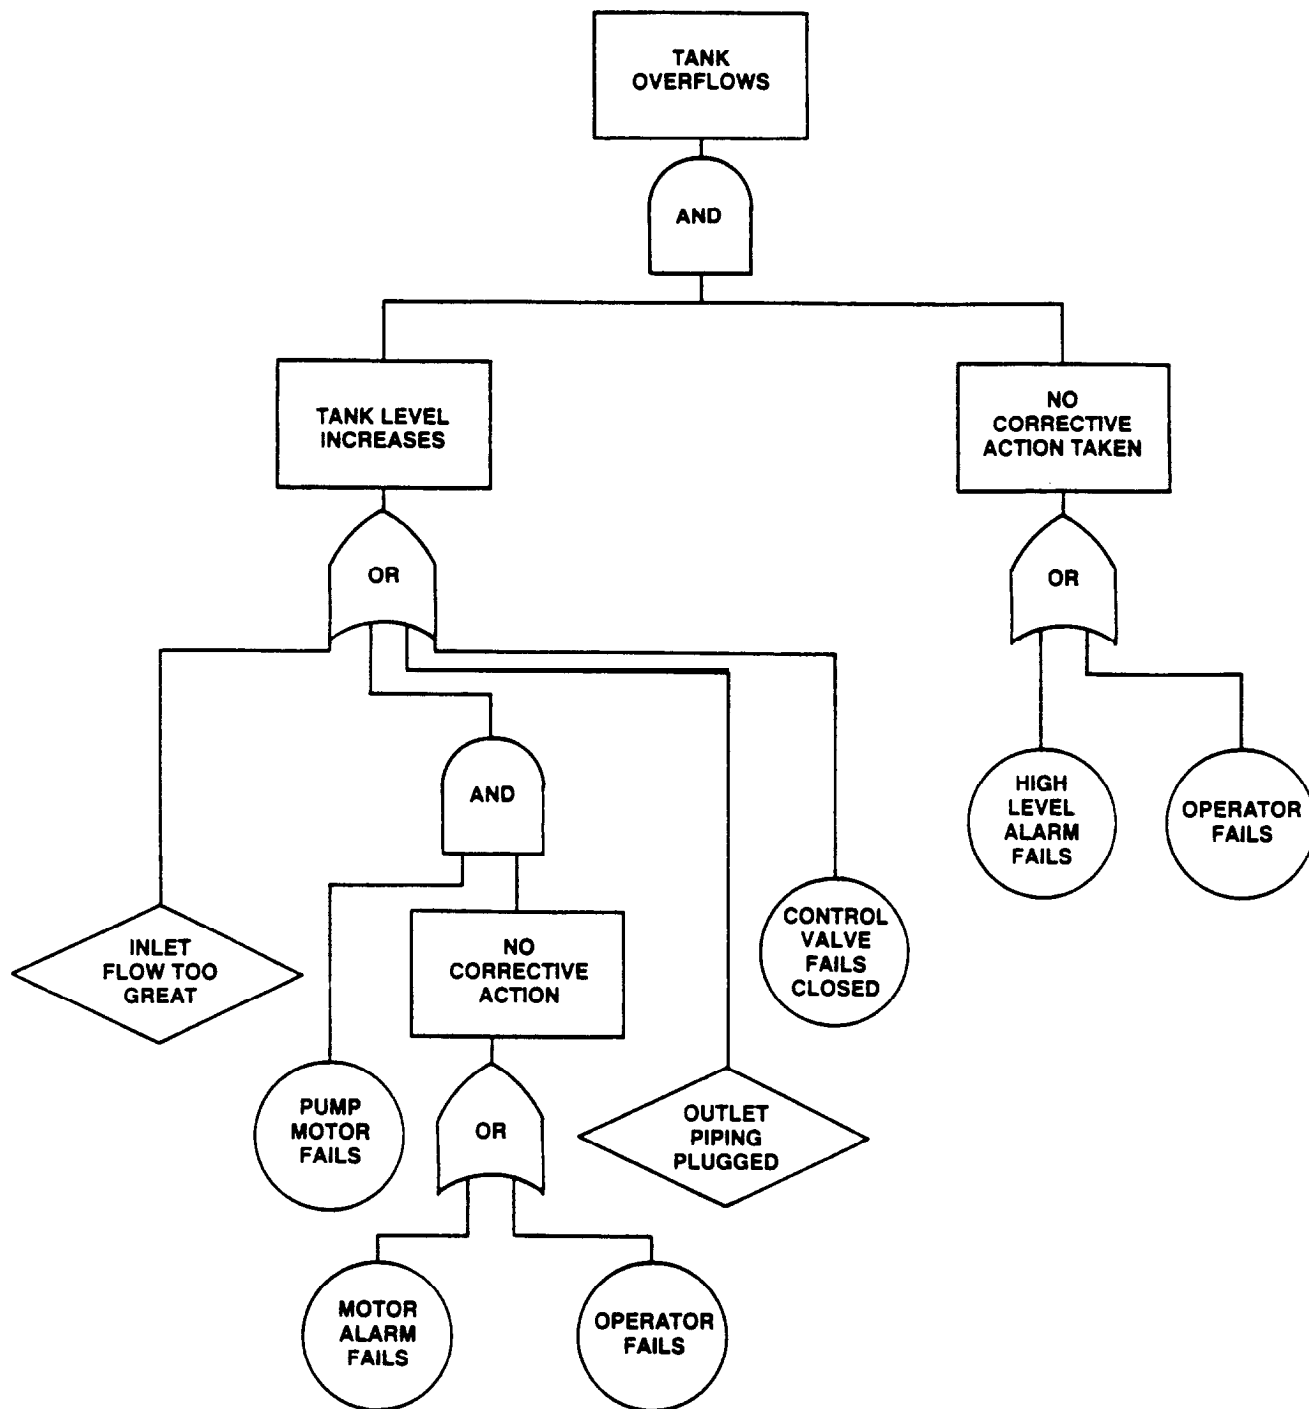 TANK
OVERFLOWS
AND
TANK LEVEL
INCREASES
NO
CORRECTIVE
ACTION TAKEN
OR
OR
HIGH
LEVEL
ALARM
FAILS
OPERATOR
FAILS
AND
INLET
FLOW TOO
GREAT
NO
CORRECTIVE
ACTION
CONTROL
VALVE
FAILS
CLOSED
PUMP
MOTOR
FAILS
OR
OUTLET
PIPING
PLUGGED
MOTOR
ALARM
FAILS
OPERATOR
FAILS